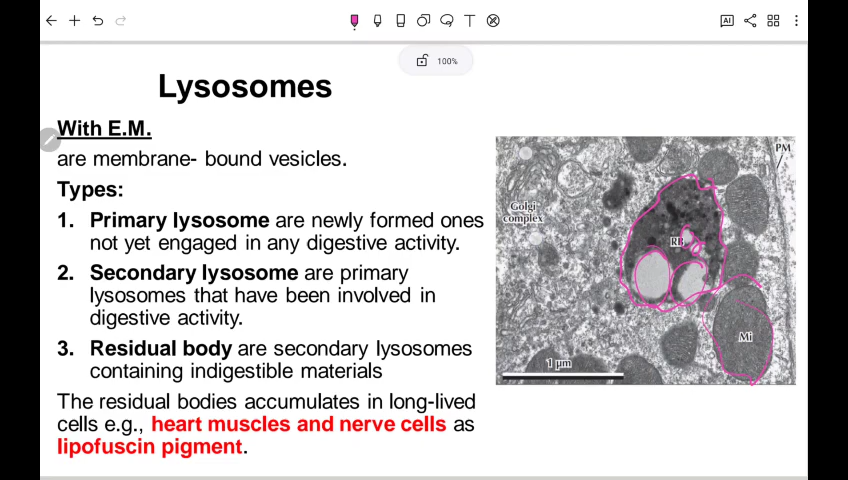 AI
100%
Lysosomes
With E.M.
are membrane- bound vesicles.
Types:
1. Primary lysosome are newly formed ones
not yet engaged in any digestive activity.
2. Secondary lysosome are primary
lysosomes that have been involved in
digestive activity.
3. Residual body are secondary lysosomes
containing indigestible materials
The residual bodies accumulates in long-lived
cells e.g., heart muscles and nerve cells as
lipofuscin pigment.
PM
Golgi
complex
RB
Mi
1 µm